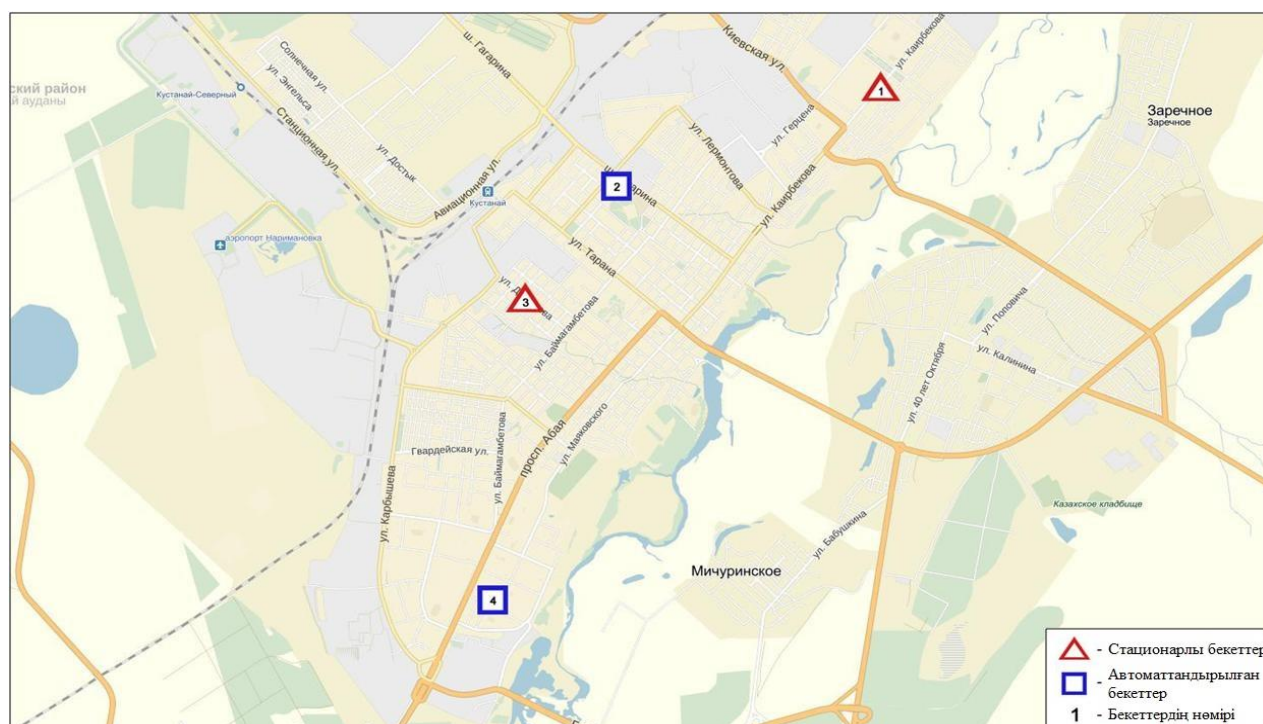 ский район
й ауданы
Кустанай-Северный
Солнечная ул.
ул. Энгельса
Станционная ул.
ул. Достык
ш. Гагарина
Авиационная ул.
Кустанай
аэропорт Наримановка
Киевская ул.
ул. Каирбекова
1
ул. Герцена
ул. Лермонтова
2
ул. Каирбекова
ул. Тарана
3
ул. Баймагамбетова
Заречное
Заречное
ул. Поповича
ул. Калинина
ул. 40 лет Октября
просп. Абая
ул. Маяковского
Гвардейская ул.
ул. Баймагамбетова
ул. Карбышева
4
Казахское кладбище
ул. Бабушкина
Мичуринское
- Стационарлы бекеттер
- Автоматтандырылған
бекеттер
1 - Бекеттердің нөмірі